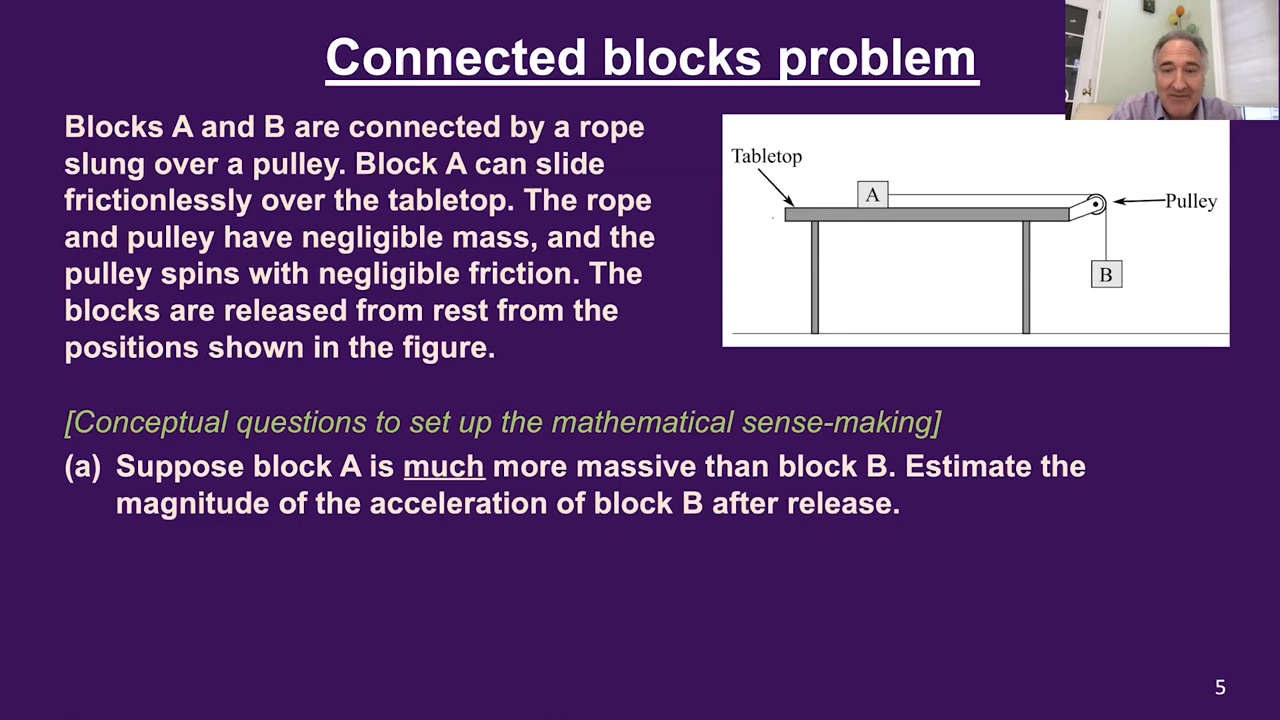 Connected blocks problem
Blocks A and B are connected by a rope
slung over a pulley. Block A can slide
frictionlessly over the tabletop. The rope
and pulley have negligible mass, and the
pulley spins with negligible friction. The
blocks are released from rest from the
positions shown in the figure.
Tabletop
A
Pulley
B
[Conceptual questions to set up the mathematical sense-making]
(a) Suppose block A is much more massive than block B. Estimate the
magnitude of the acceleration of block B after release.
5